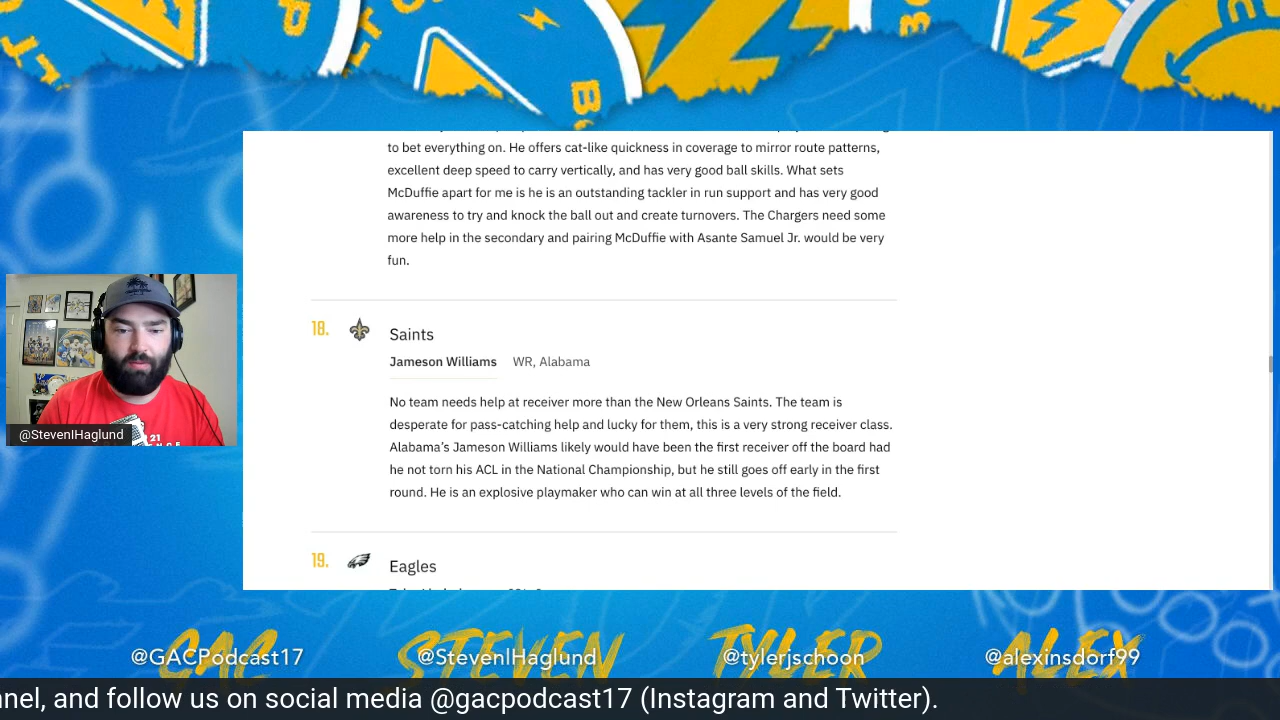 to bet everything on. He offers cat-like quickness in coverage to mirror route patterns,
excellent deep speed to carry vertically, and has very good ball skills. What sets
McDuffie apart for me is he is an outstanding tackler in run support and has very good
awareness to try and knock the ball out and create turnovers. The Chargers need some
more help in the secondary and pairing McDuffie with Asante Samuel Jr. would be very
fun.
18.
Saints
Jameson Williams WR, Alabama
No team needs help at receiver more than the New Orleans Saints. The team is
desperate for pass-catching help and lucky for them, this is a very strong receiver class.
Alabama's Jameson Williams likely would have been the first receiver off the board had
he not torn his ACL in the National Championship, but he still goes off early in the first
round. He is an explosive playmaker who can win at all three levels of the field.
19.
Eagles
@StevenIHaglund
GAC STEVEN TYLER ALEX
@GACPodcast17 @StevenIHaglund @tylerjschoon @alexinsdorf99
nnel, and follow us on social media @gacpodcast17 (Instagram and Twitter).